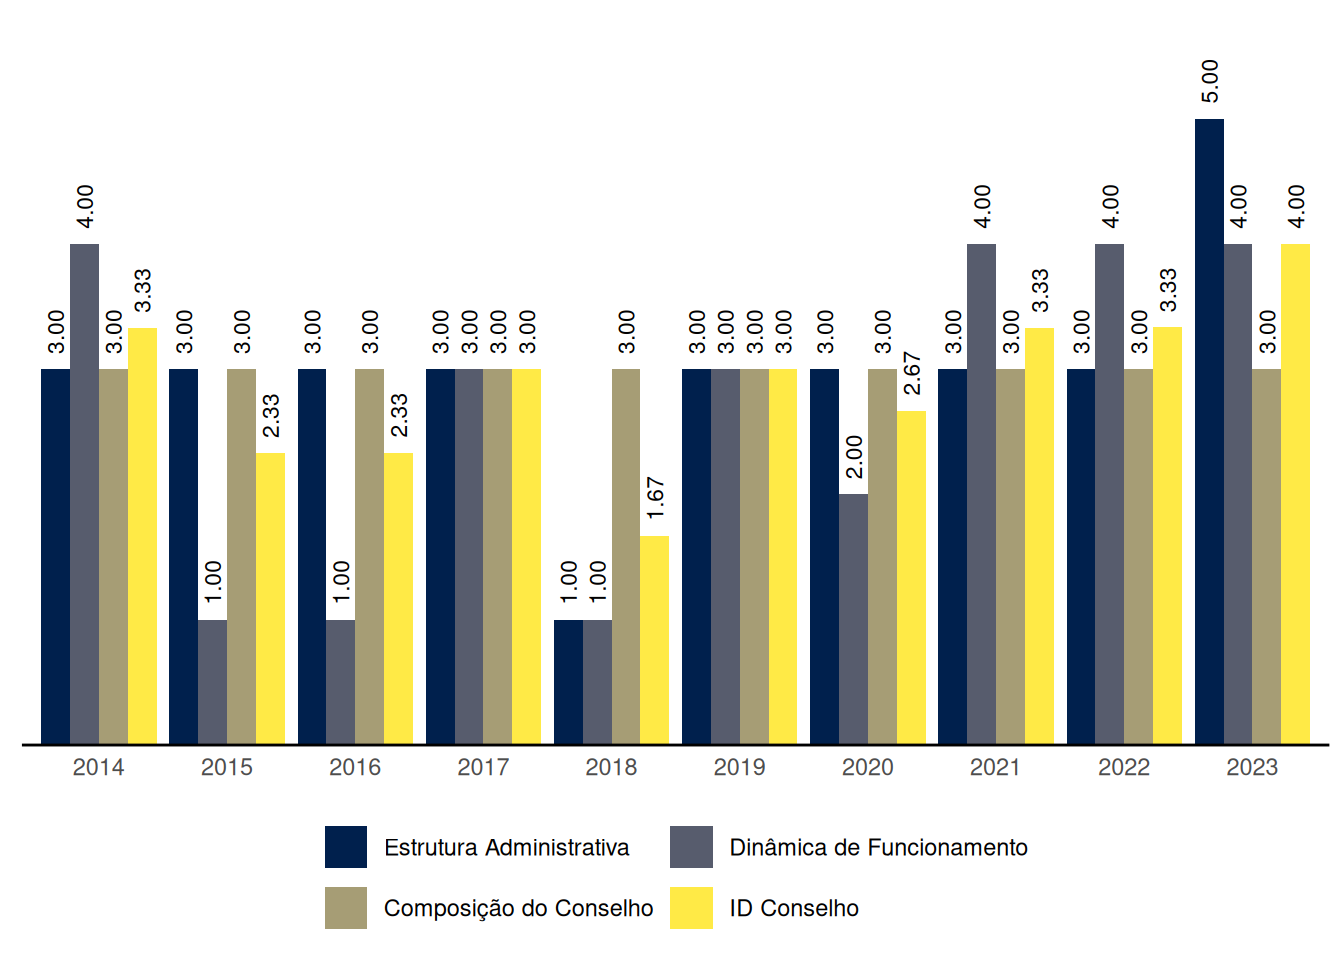 3.00 4.00 3.00 3.33 3.00 1.00 3.00 2.33 3.00 1.00 3.00 2.33 3.00 3.00 3.00 3.00 1.00 1.00 3.00 1.67 3.00 3.00 3.00 3.00 3.00 2.00 3.00 2.67 3.00 4.00 3.00 3.33 3.00 4.00 3.00 3.33 5.00 4.00 3.00 4.00
2014 2015 2016 2017 2018 2019 2020 2021 2022 2023
Estrutura Administrativa Dinâmica de Funcionamento
Composição do Conselho ID Conselho